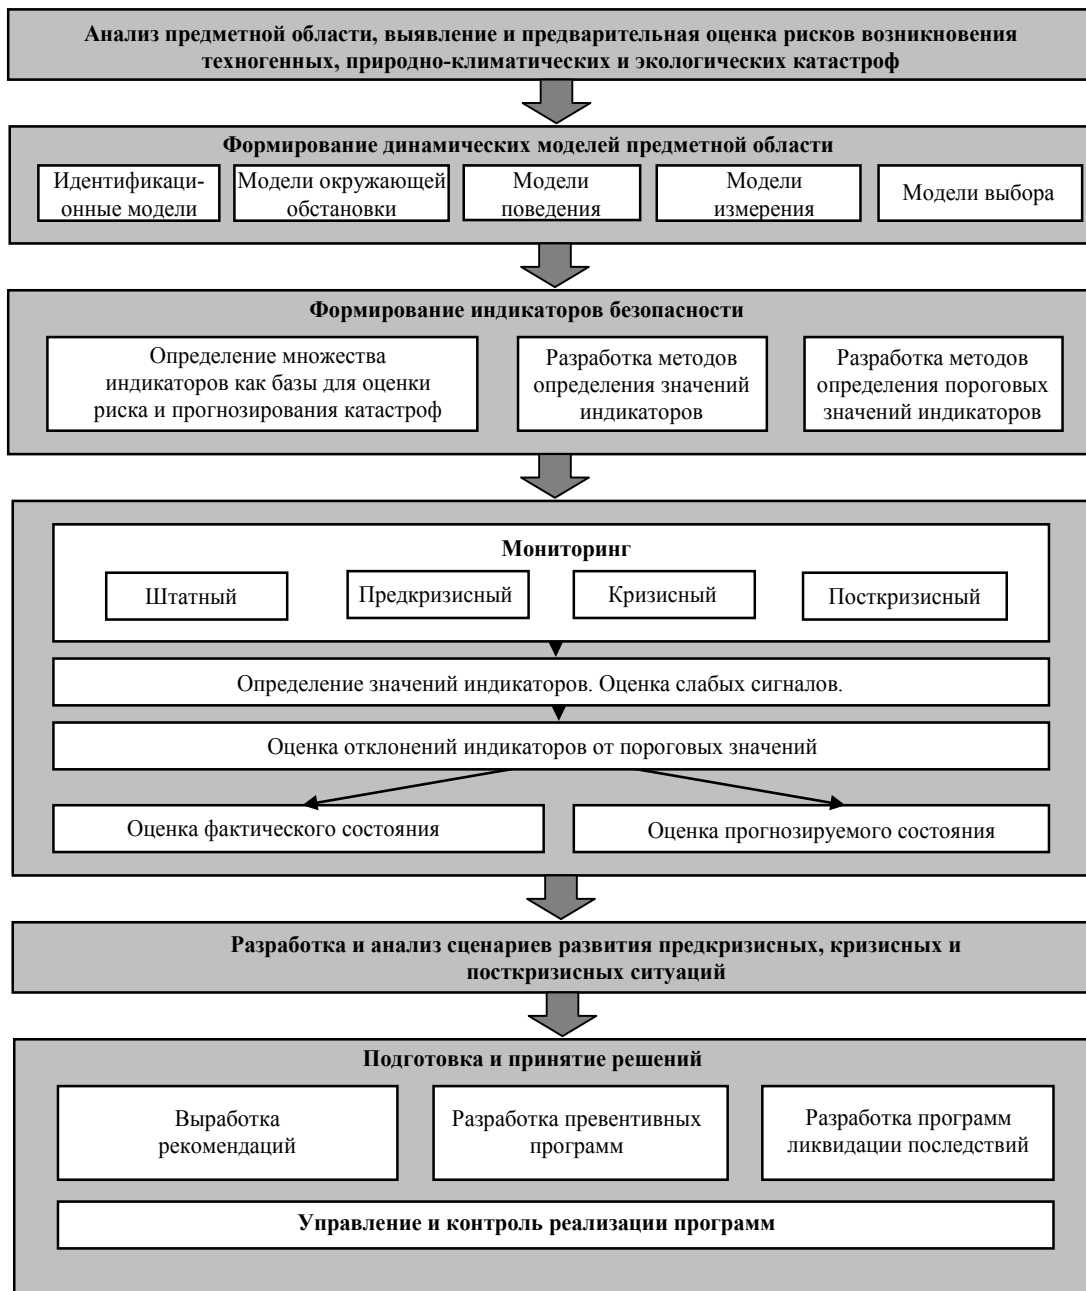 Анализ предметной области, выявление и предварительная оценка рисков возникновения
техногенных, природно-климатических и экологических катастроф
Формирование динамических моделей предметной области
Идентификаци-
онные модели
Модели окружающей
обстановки
Модели
поведения
Модели
измерения
Модели выбора
Формирование индикаторов безопасности
Определение множества
индикаторов как базы для оценки
риска и прогнозирования катастроф
Разработка методов
определения значений
индикаторов
Разработка методов
определения пороговых
значений индикаторов
Мониторинг
Штатный
Предкризисный
Кризисный
Посткризисный
Определение значений индикаторов. Оценка слабых сигналов.
Оценка отклонений индикаторов от пороговых значений
Оценка фактического состояния
Оценка прогнозируемого состояния
Разработка и анализ сценариев развития предкризисных, кризисных и
посткризисных ситуаций
Подготовка и принятие решений
Выработка
рекомендаций
Разработка превентивных
программ
Разработка программ
ликвидации последствий
Управление и контроль реализации программ